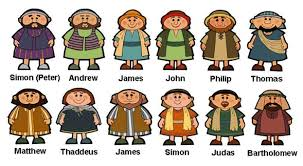 Simon (Peter) Andrew James John Philip Thomas
Matthew Thaddeus James Simon Judas Bartholomew